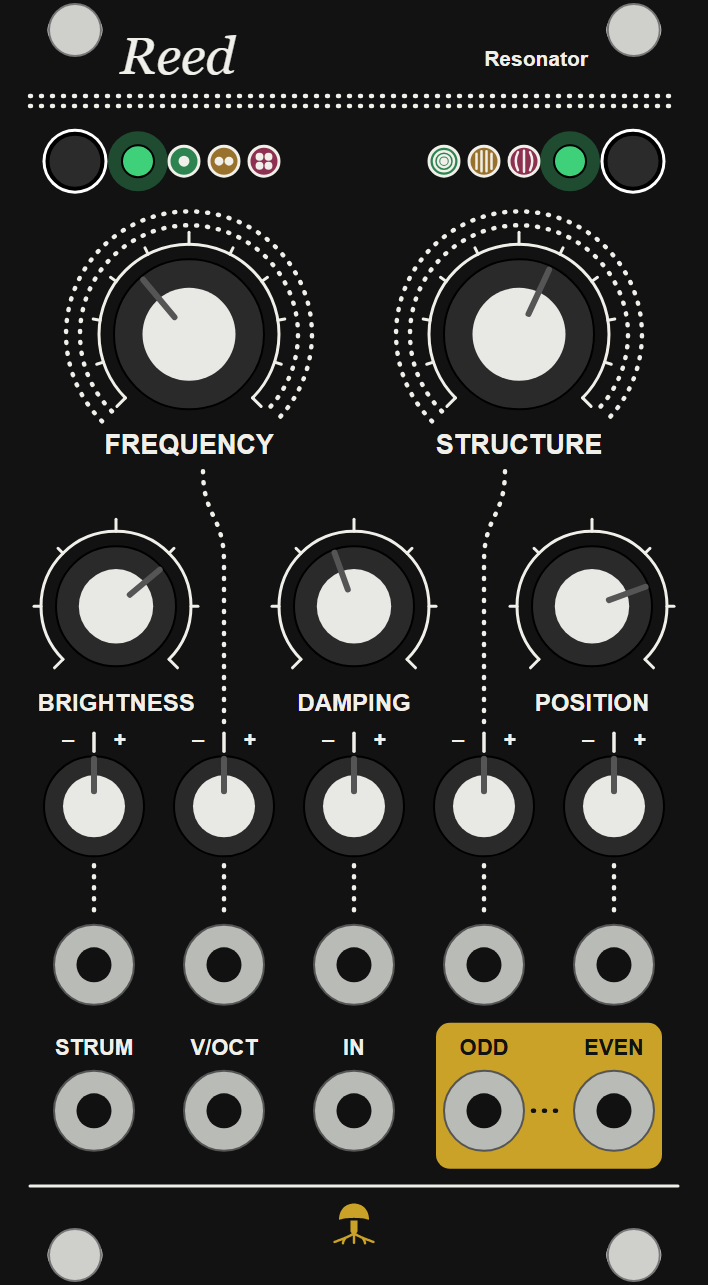 Reed
Resonator
FREQUENCY STRUCTURE
BRIGHTNESS DAMPING POSITION
– + – + – + – + – +
STRUM V/OCT IN ODD EVEN